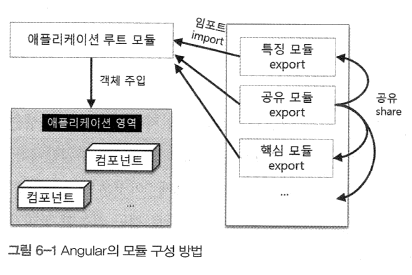 애플리케이션 루트 모듈
임포트
import
객체 주입
애플리케이션 영역
컴포넌트
컴포넌트
...
특징 모듈
export
공유 모듈
export
핵심 모듈
export
...
공유
share
그림 6-1 Angular의 모듈 구성 방법